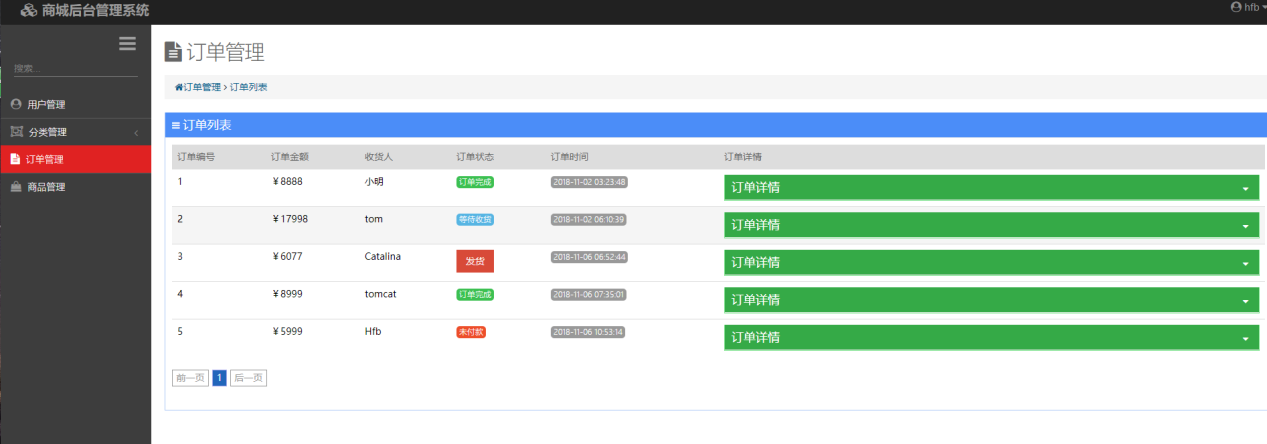 商城后台管理系统
hfb
搜索...
用户管理
分类管理
订单管理
商品管理
订单管理
订单管理 > 订单列表
订单列表
订单编号 订单金额 收货人 订单状态 订单时间 订单详情
1 ¥8888 小明 订单完成 2018-11-02 03:23:48 订单详情
2 ¥17998 tom 等待收货 2018-11-02 06:10:39 订单详情
3 ¥6077 Catalina 发货 2018-11-06 06:52:44 订单详情
4 ¥8999 tomcat 订单完成 2018-11-06 07:35:01 订单详情
5 ¥5999 Hfb 未付款 2018-11-06 10:53:14 订单详情
前一页 1 后一页